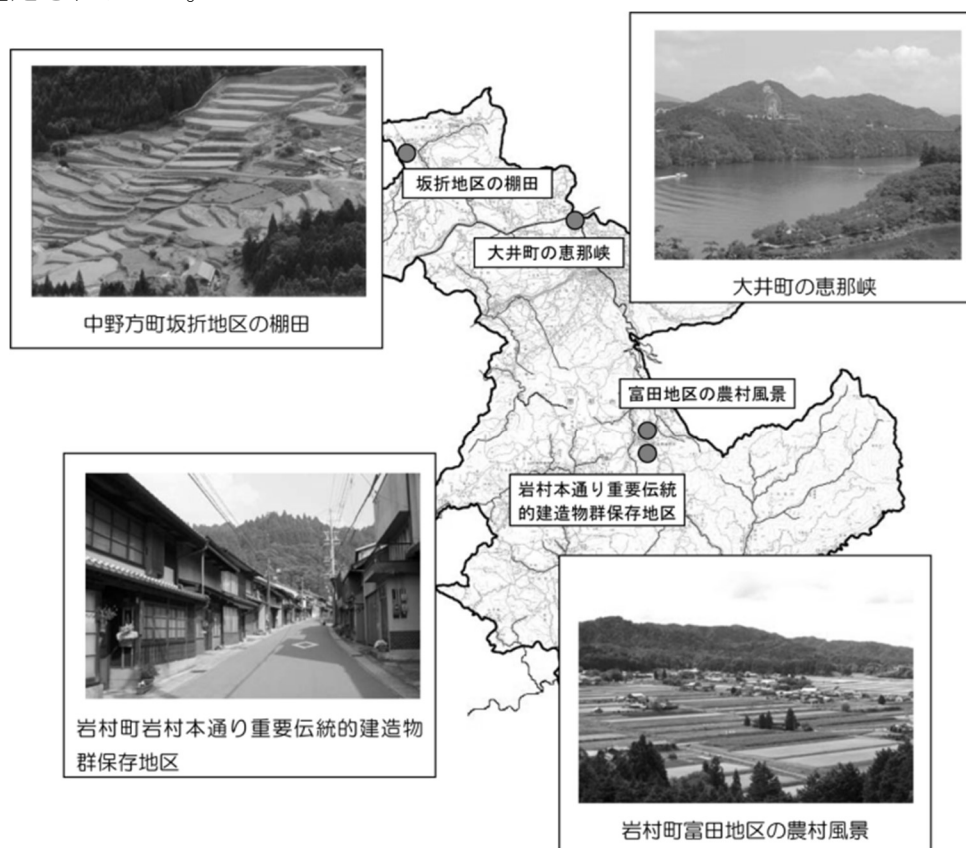 中野方町坂折地区の棚田
大井町の恵那峡
坂折地区の棚田
大井町の恵那峡
富田地区の農村風景
岩村本通り重要伝統
的建造物群保存地区
岩村町岩村本通り重要伝統的建造物
群保存地区
岩村町富田地区の農村風景